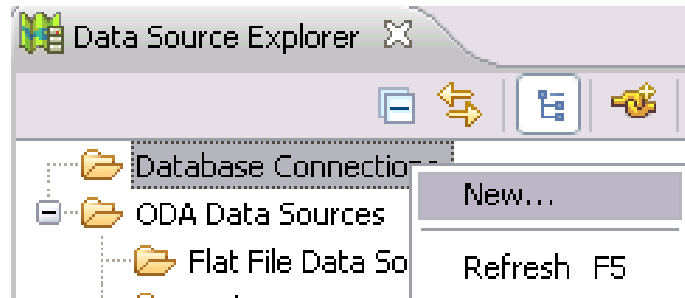 Data Source Explorer
Database Connections
New...
ODA Data Sources
Flat File Data So
Refresh F5